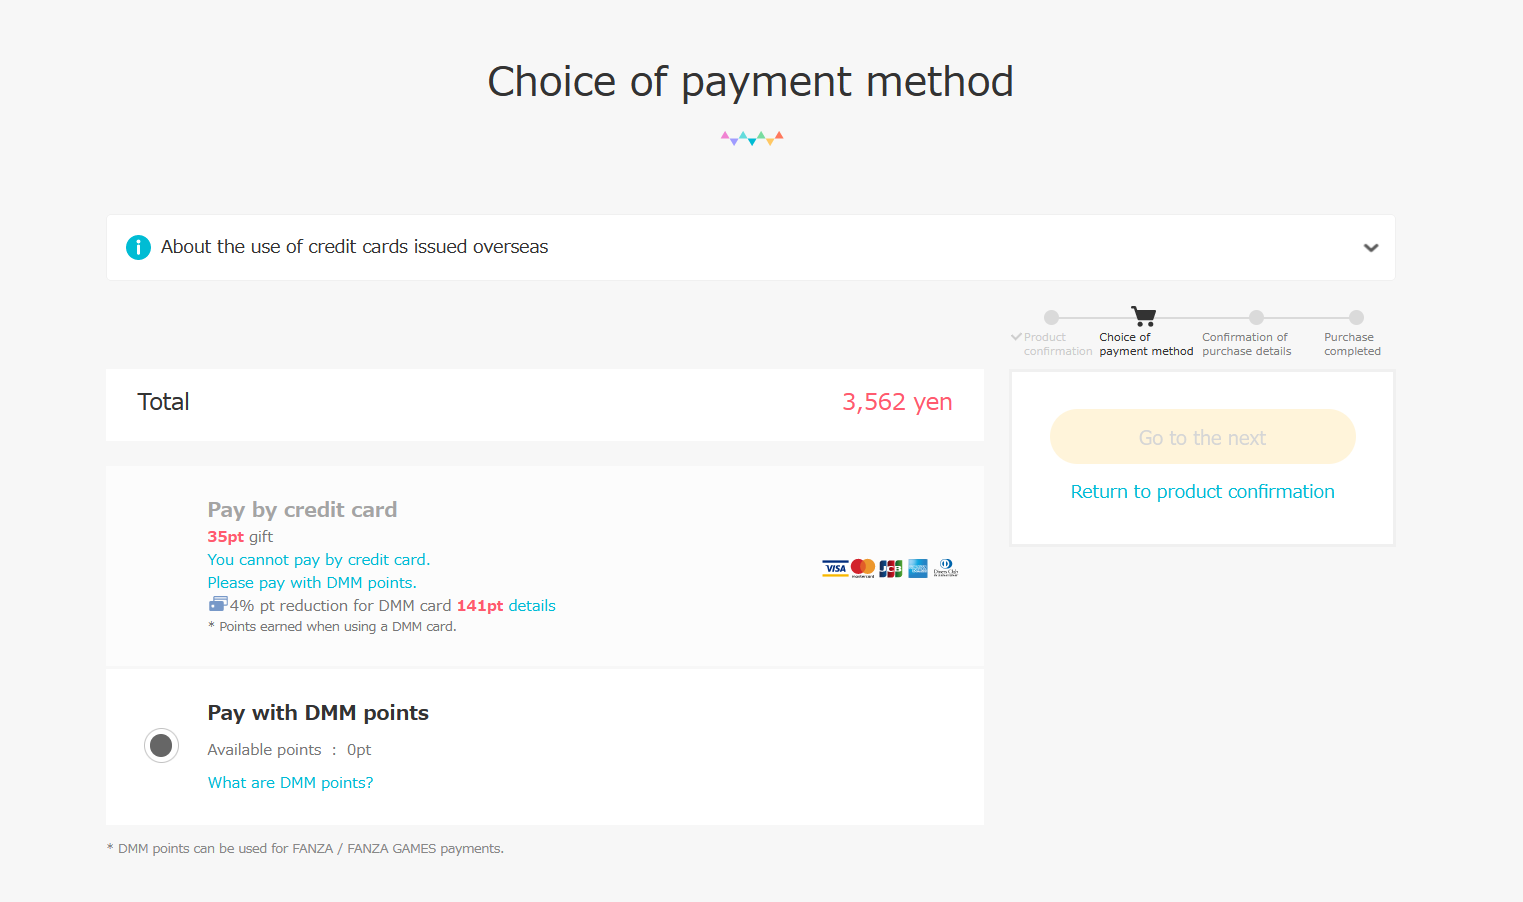 Choice of payment method
About the use of credit cards issued overseas
Product confirmation
Choice of payment method
Confirmation of purchase details
Purchase completed
Total 3,562 yen
Go to the next
Return to product confirmation
Pay by credit card
35pt gift
You cannot pay by credit card.
Please pay with DMM points.
VISA mastercard JCB
4% pt reduction for DMM card 141pt details
* Points earned when using a DMM card.
Pay with DMM points
Available points : 0pt
What are DMM points?
* DMM points can be used for FANZA / FANZA GAMES payments.